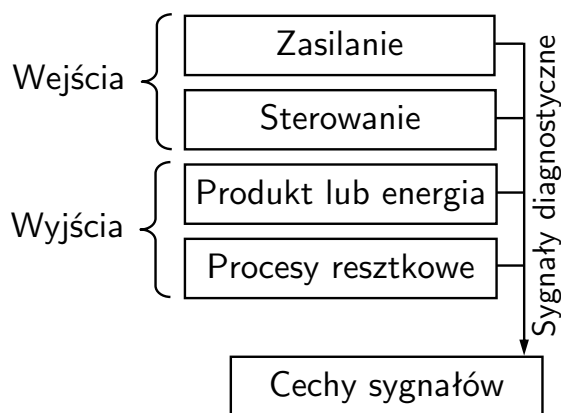 Zasilanie
Wejścia
Sterowanie
Produkt lub energia
Wyjścia
Procesy resztkowe
Sygnały diagnostyczne
Cechy sygnałów